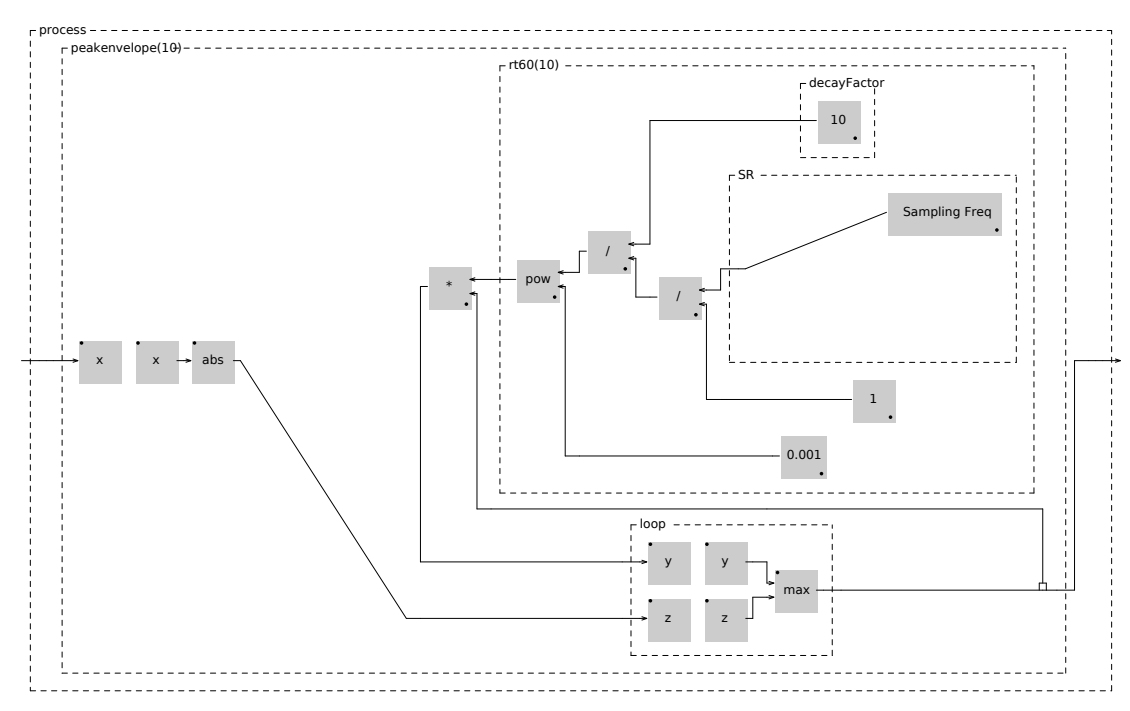 process
peakenvelope(10)
rt60(10)
decayFactor
10
SR
Sampling Freq
/
*
pow
/
x
x
abs
1
0.001
loop
y
y
max
z
z